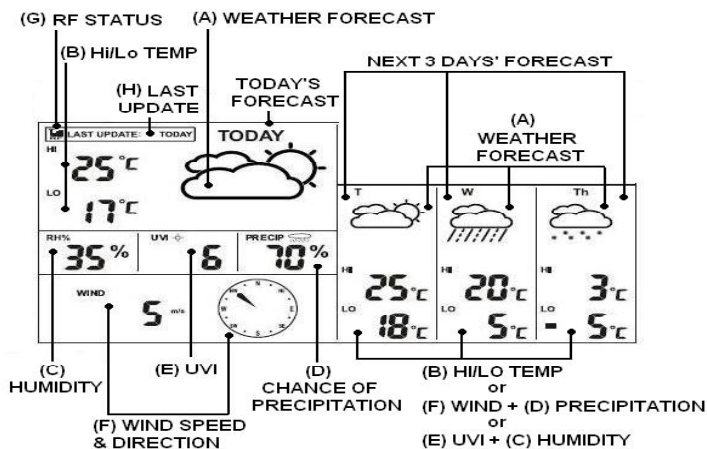 (G) RF STATUS (A) WEATHER FORECAST
(B) Hi/Lo TEMP
NEXT 3 DAYS' FORECAST
(H) LAST
UPDATE
TODAY'S
FORECAST
(A)
WEATHER
FORECAST
LAST UPDATE: TODAY
TODAY
HI
25°C
LO
17°C
T W Th
RH% UVI PRECIP
35% 6 70%
HI HI HI
25°C 20°C 3°C
LO LO LO
18°C 5°C -5°C
WIND
5 m/s
N
NW
W E
SW SE
S
(C)
HUMIDITY
(E) UVI
(D)
CHANCE OF
PRECIPITATION
(F) WIND SPEED
& DIRECTION
(B) HI/LO TEMP
or
(F) WIND + (D) PRECIPITATION
or
(E) UVI + (C) HUMIDITY